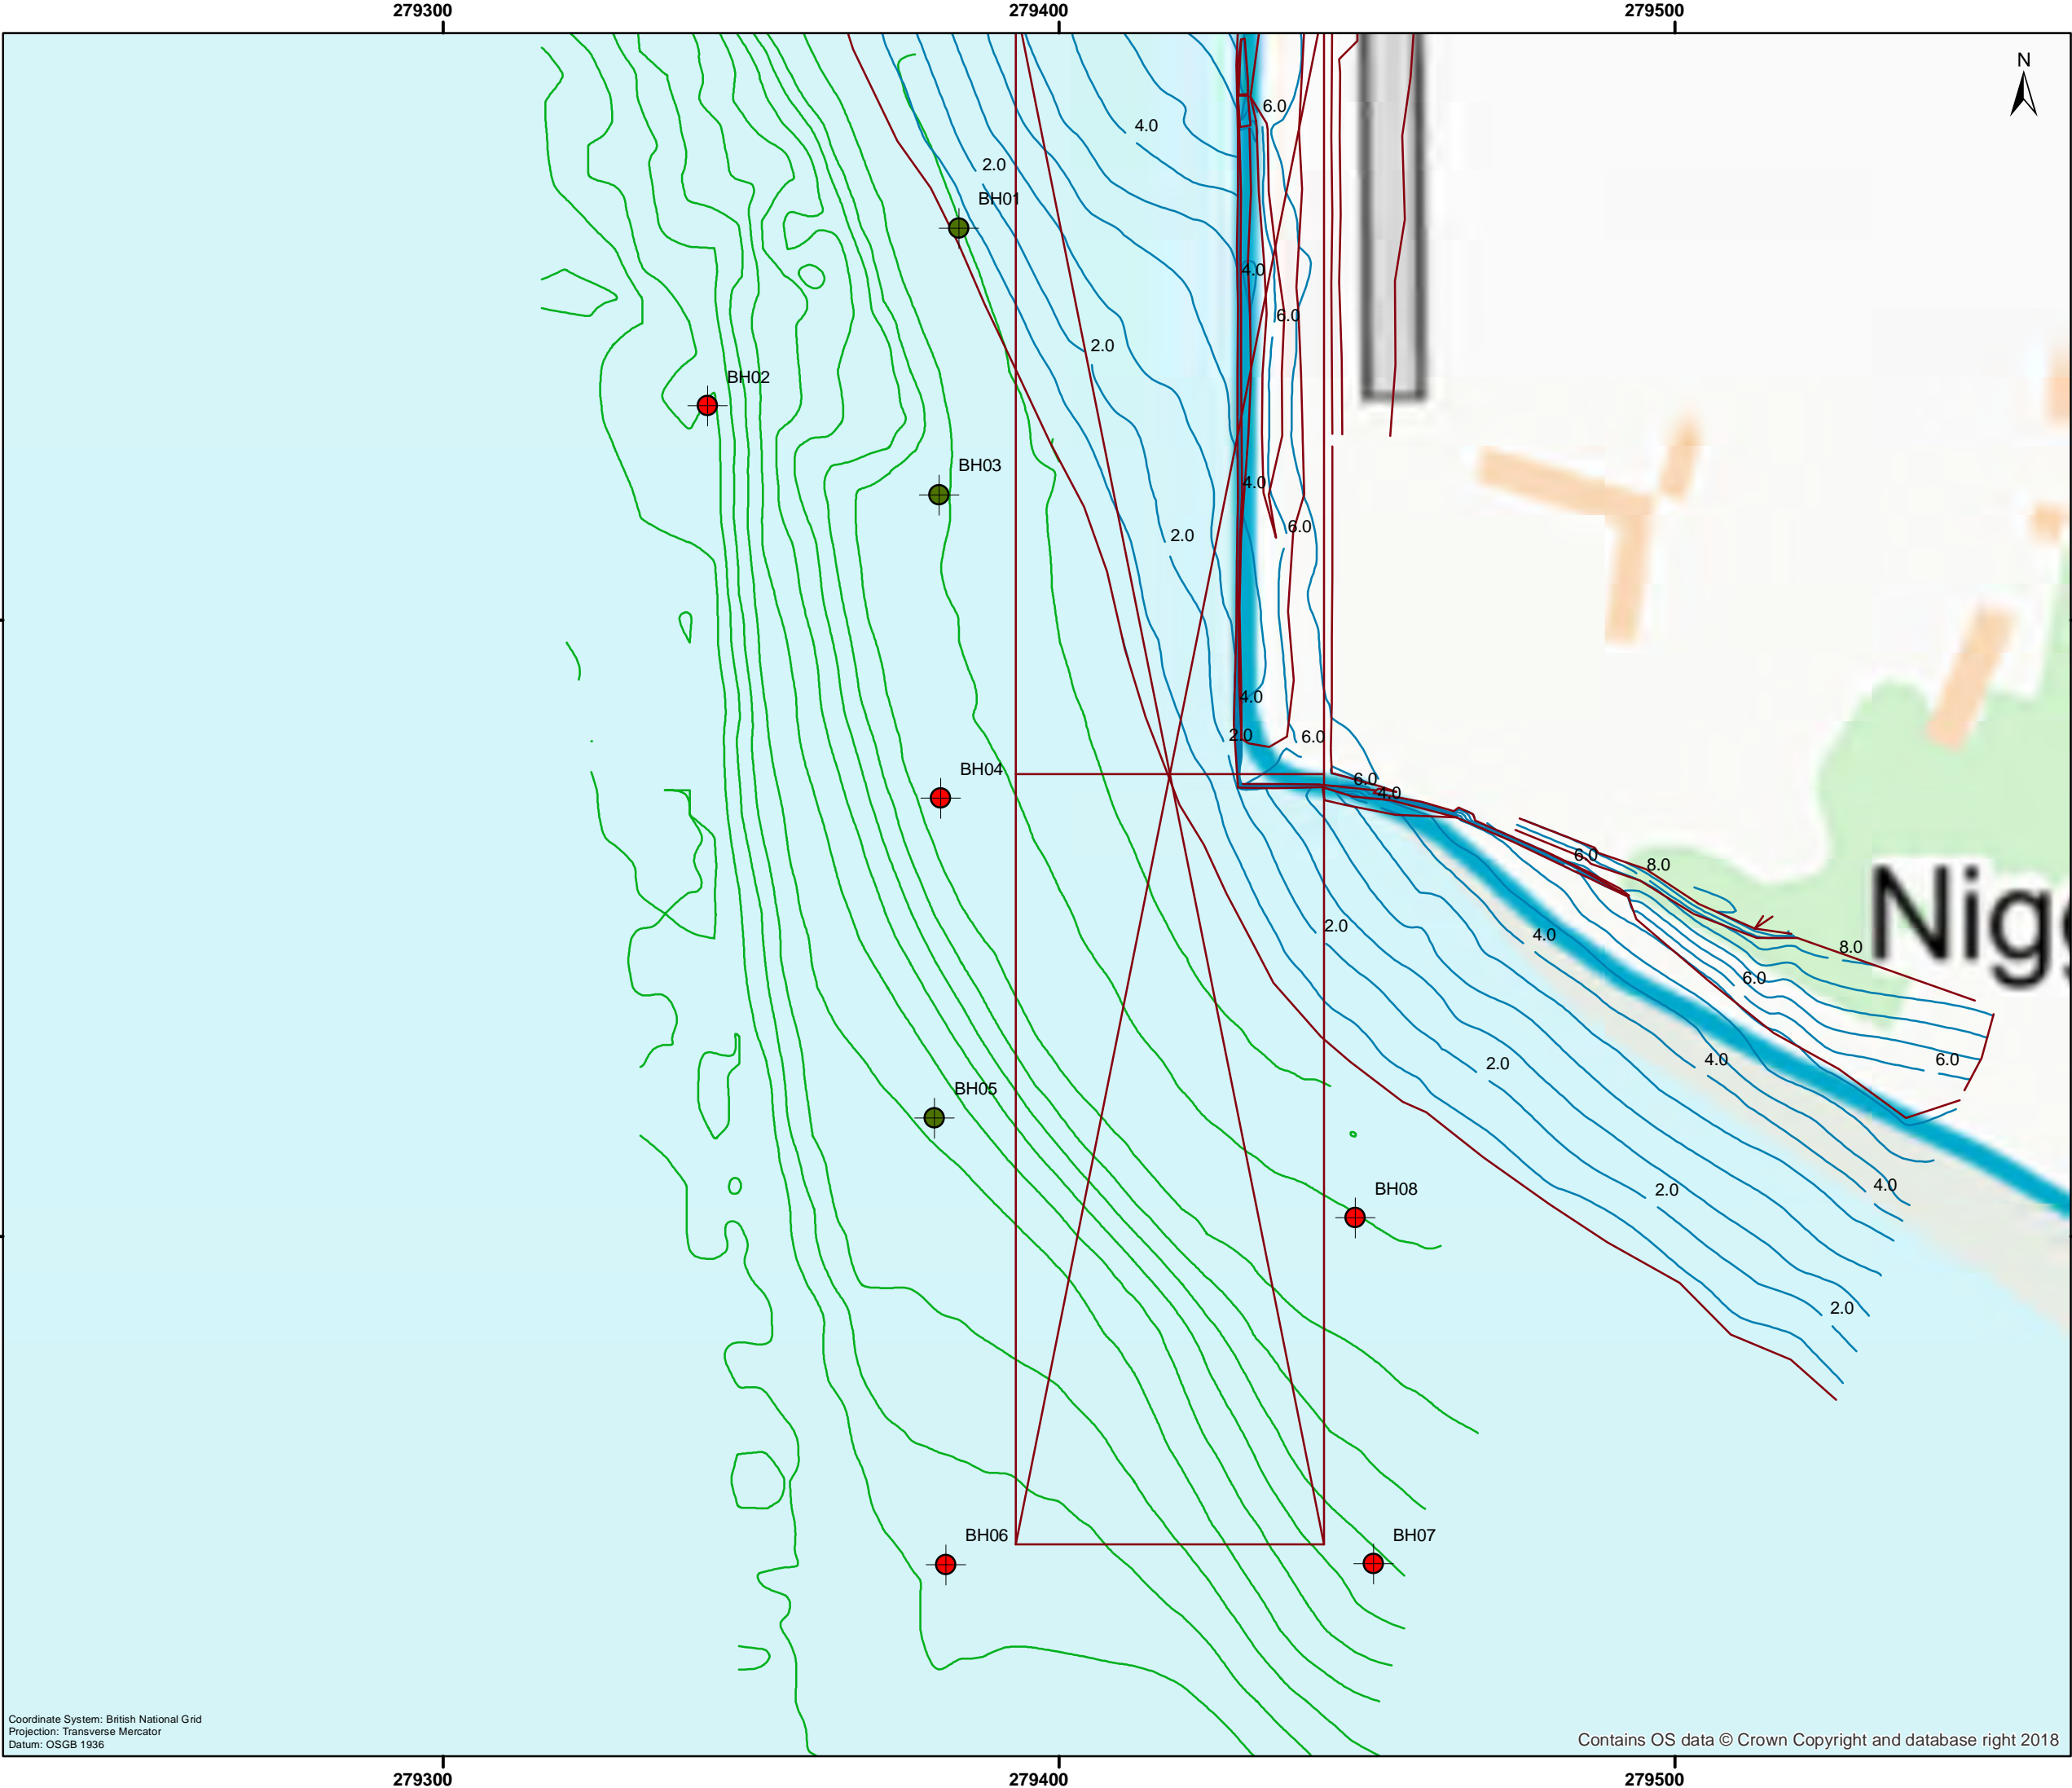 279300 279400 279500
N
6.0
4.0
2.0
BH01
4.0
6.0
2.0
BH02
BH03
4.0
6.0
2.0
4.0
2.0 6.0
BH04
6.0
4.0
6.0
8.0
Nigg
2.0
4.0
8.0
6.0
2.0
4.0
6.0
BH05
BH08
2.0
4.0
2.0
BH06
BH07
Coordinate System: British National Grid
Projection: Transverse Mercator
Datum: OSGB 1936
Contains OS data © Crown Copyright and database right 2018
279300 279400 279500